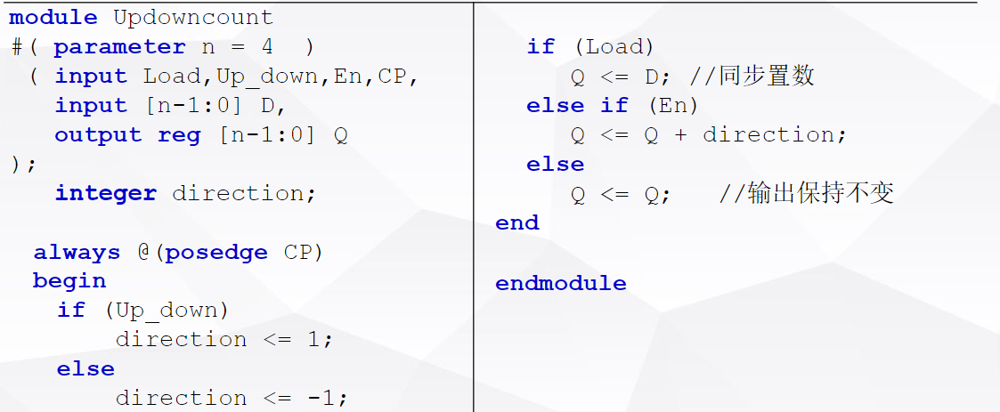 module Updowncount
#( parameter n = 4 )
( input Load,Up_down,En,CP,
input [n-1:0] D,
output reg [n-1:0] Q
);
integer direction;
always @(posedge CP)
begin
if (Up_down)
direction <= 1;
else
direction <= -1;
if (Load)
Q <= D; //同步置数
else if (En)
Q <= Q + direction;
else
Q <= Q; //输出保持不变
end
endmodule